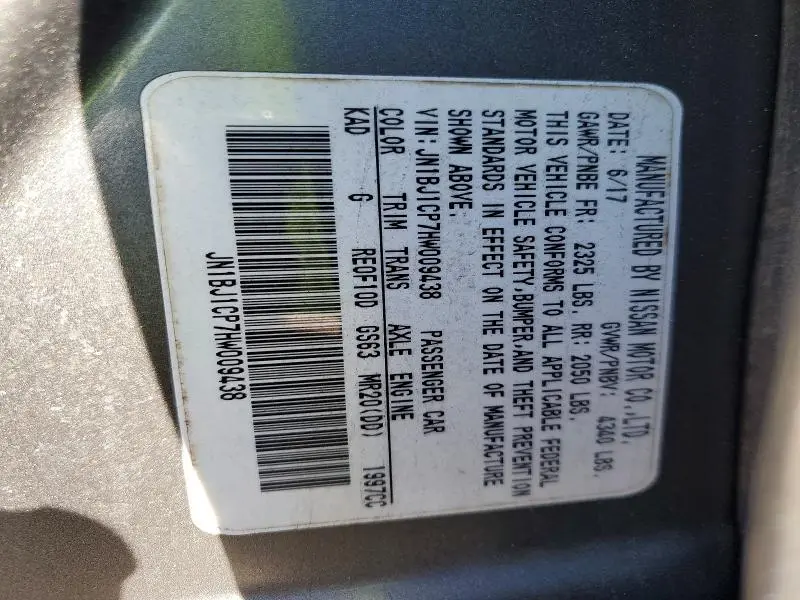 MANUFACTURED BY NISSAN MOTOR CO.,LTD.
DATE: 6/17 GVWR/PNBV: 4340 LBS.
GAWR/PNBE FR: 2325 LBS. RR: 2050 LBS.
THIS VEHICLE CONFORMS TO ALL APPLICABLE FEDERAL
MOTOR VEHICLE SAFETY,BUMPER,AND THEFT PREVENTION
STANDARDS IN EFFECT ON THE DATE OF MANUFACTURE
SHOWN ABOVE.
VIN:JN1BJ1CP7HW009438 PASSENGER CAR
COLOR TRIM TRANS AXLE ENGINE
KAD G RE0F10D GS63 MR20(DD) 1997CC
JN1BJ1CP7HW009438